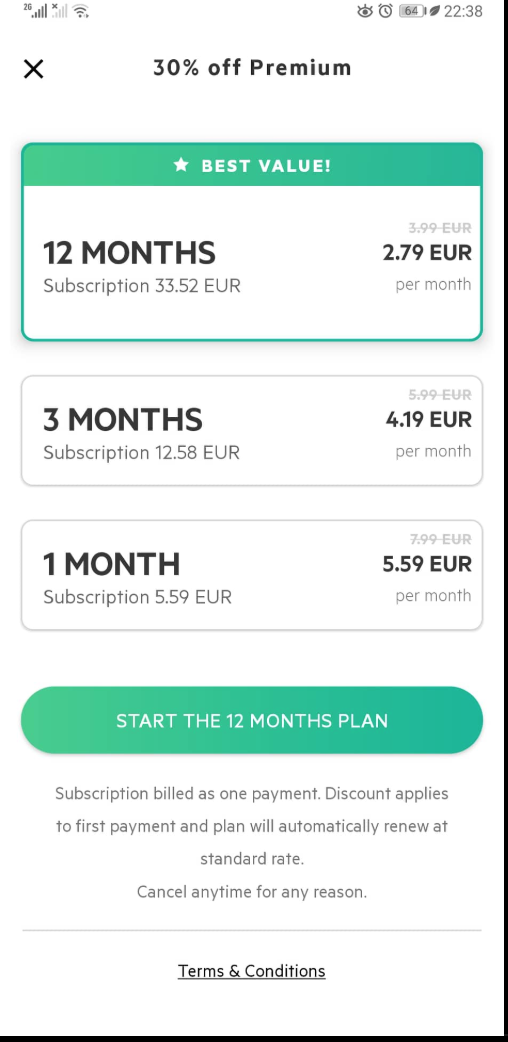 2G 64 22:38
30% off Premium
BEST VALUE!
3.99 EUR
12 MONTHS 2.79 EUR
Subscription 33.52 EUR per month
5.99 EUR
3 MONTHS 4.19 EUR
Subscription 12.58 EUR per month
7.99 EUR
1 MONTH 5.59 EUR
Subscription 5.59 EUR per month
START THE 12 MONTHS PLAN
Subscription billed as one payment. Discount applies
to first payment and plan will automatically renew at
standard rate.
Cancel anytime for any reason.
Terms & Conditions